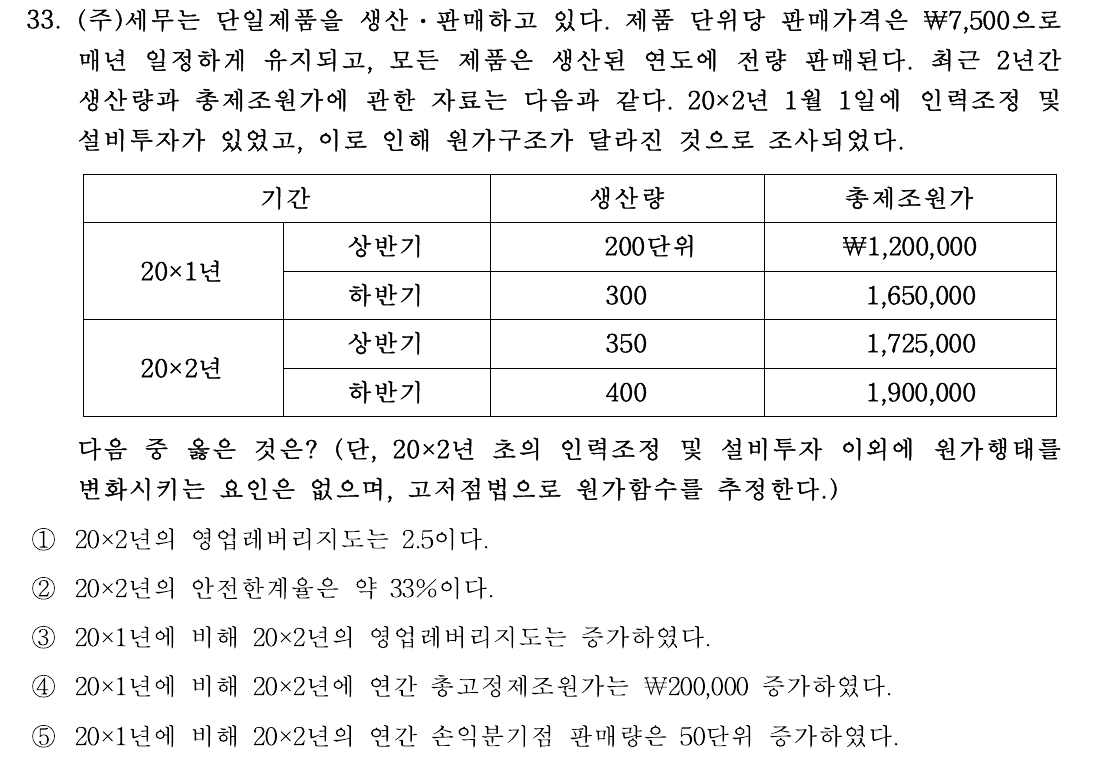 33. (주)세무는 단일제품을 생산・판매하고 있다. 제품 단위당 판매가격은 ₩7,500으로
매년 일정하게 유지되고, 모든 제품은 생산된 연도에 전량 판매된다. 최근 2년간
생산량과 총제조원가에 관한 자료는 다음과 같다. 20×2년 1월 1일에 인력조정 및
설비투자가 있었고, 이로 인해 원가구조가 달라진 것으로 조사되었다.
기간 생산량 총제조원가
20×1년 상반기 200단위 ₩1,200,000
하반기 300 1,650,000
20×2년 상반기 350 1,725,000
하반기 400 1,900,000
다음 중 옳은 것은? (단, 20×2년 초의 인력조정 및 설비투자 이외에 원가행태를
변화시키는 요인은 없으며, 고저점법으로 원가함수를 추정한다.)
① 20×2년의 영업레버리지도는 2.5이다.
② 20×2년의 안전한계율은 약 33%이다.
③ 20×1년에 비해 20×2년의 영업레버리지도는 증가하였다.
④ 20×1년에 비해 20×2년에 연간 총고정제조원가는 ₩200,000 증가하였다.
⑤ 20×1년에 비해 20×2년의 연간 손익분기점 판매량은 50단위 증가하였다.